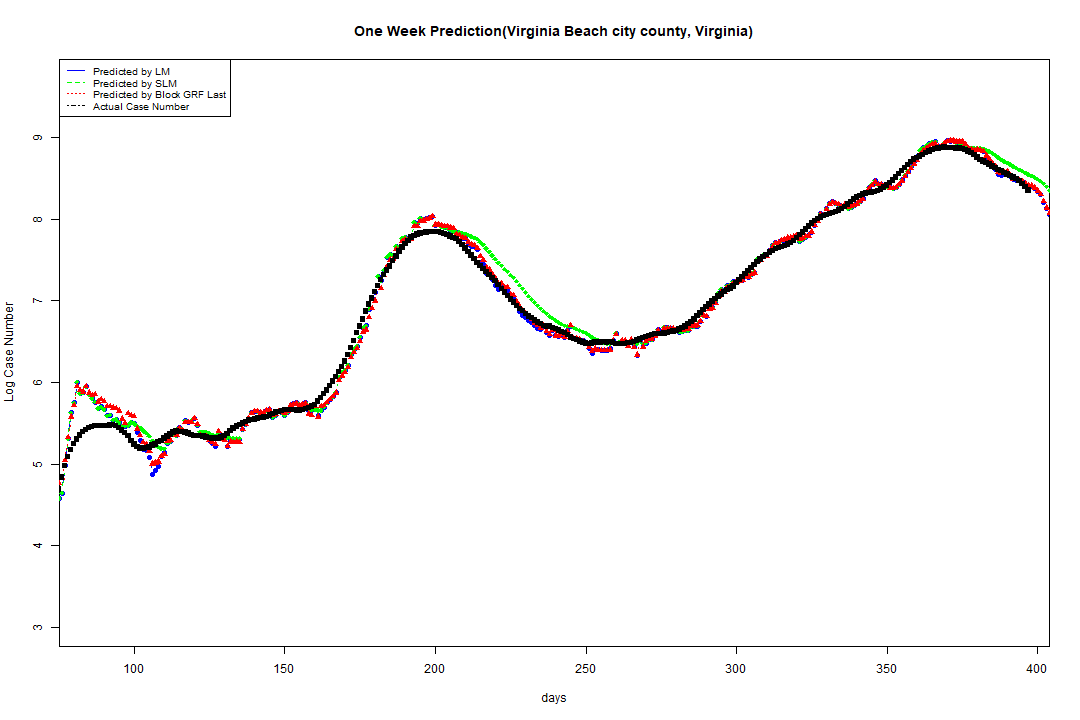 One Week Prediction(Virginia Beach city county, Virginia)
Predicted by LM
Predicted by SLM
Predicted by Block GRF Last
Actual Case Number
Log Case Number
9
8
7
6
5
4
3
100 150 200 250 300 350 400
days